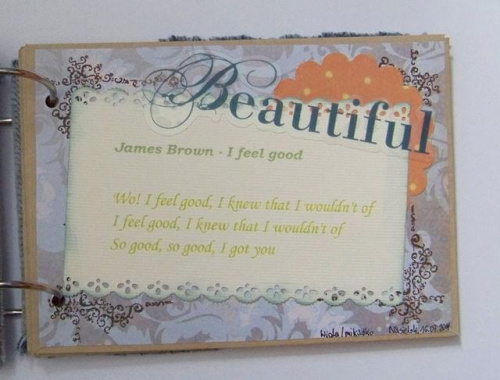 Beautiful
James Brown - I feel good
Wo! I feel good, I knew that I wouldn't of
I feel good, I knew that I wouldn't of
So good, so good, I got you